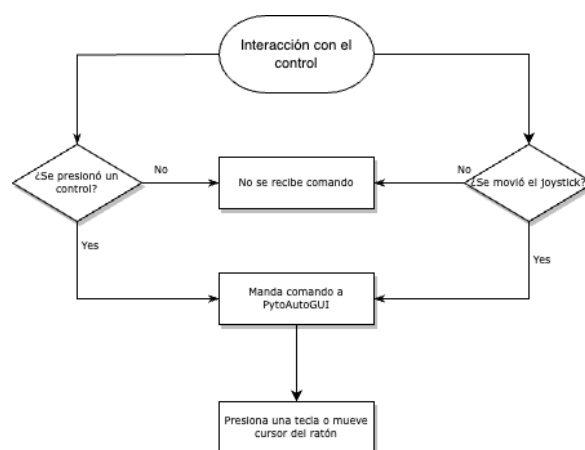 Interacción con el
control
¿Se presionó un
control?
No
No se recibe comando
No
¿Se movió el joystick?
Yes
Yes
Manda comando a
PytoAutoGUI
Presiona una tecla o mueve
cursor del ratón